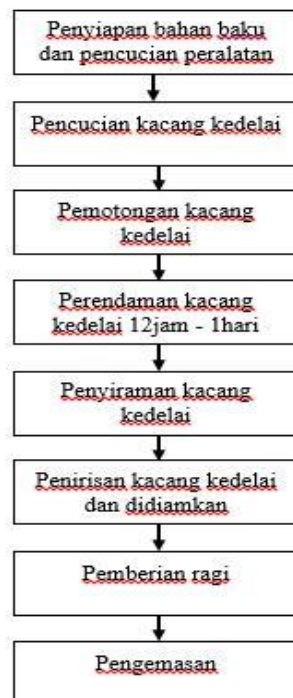 Penyiapan bahan baku
dan pencucian peralatan
Pencucian kacang kedelai
Pemotongan kacang
kedelai
Perendaman kacang
kedelai 12jam - 1hari
Penyiraman kacang
kedelai
Penirisan kacang kedelai
dan didiamkan
Pemberian ragi
Pengemasan